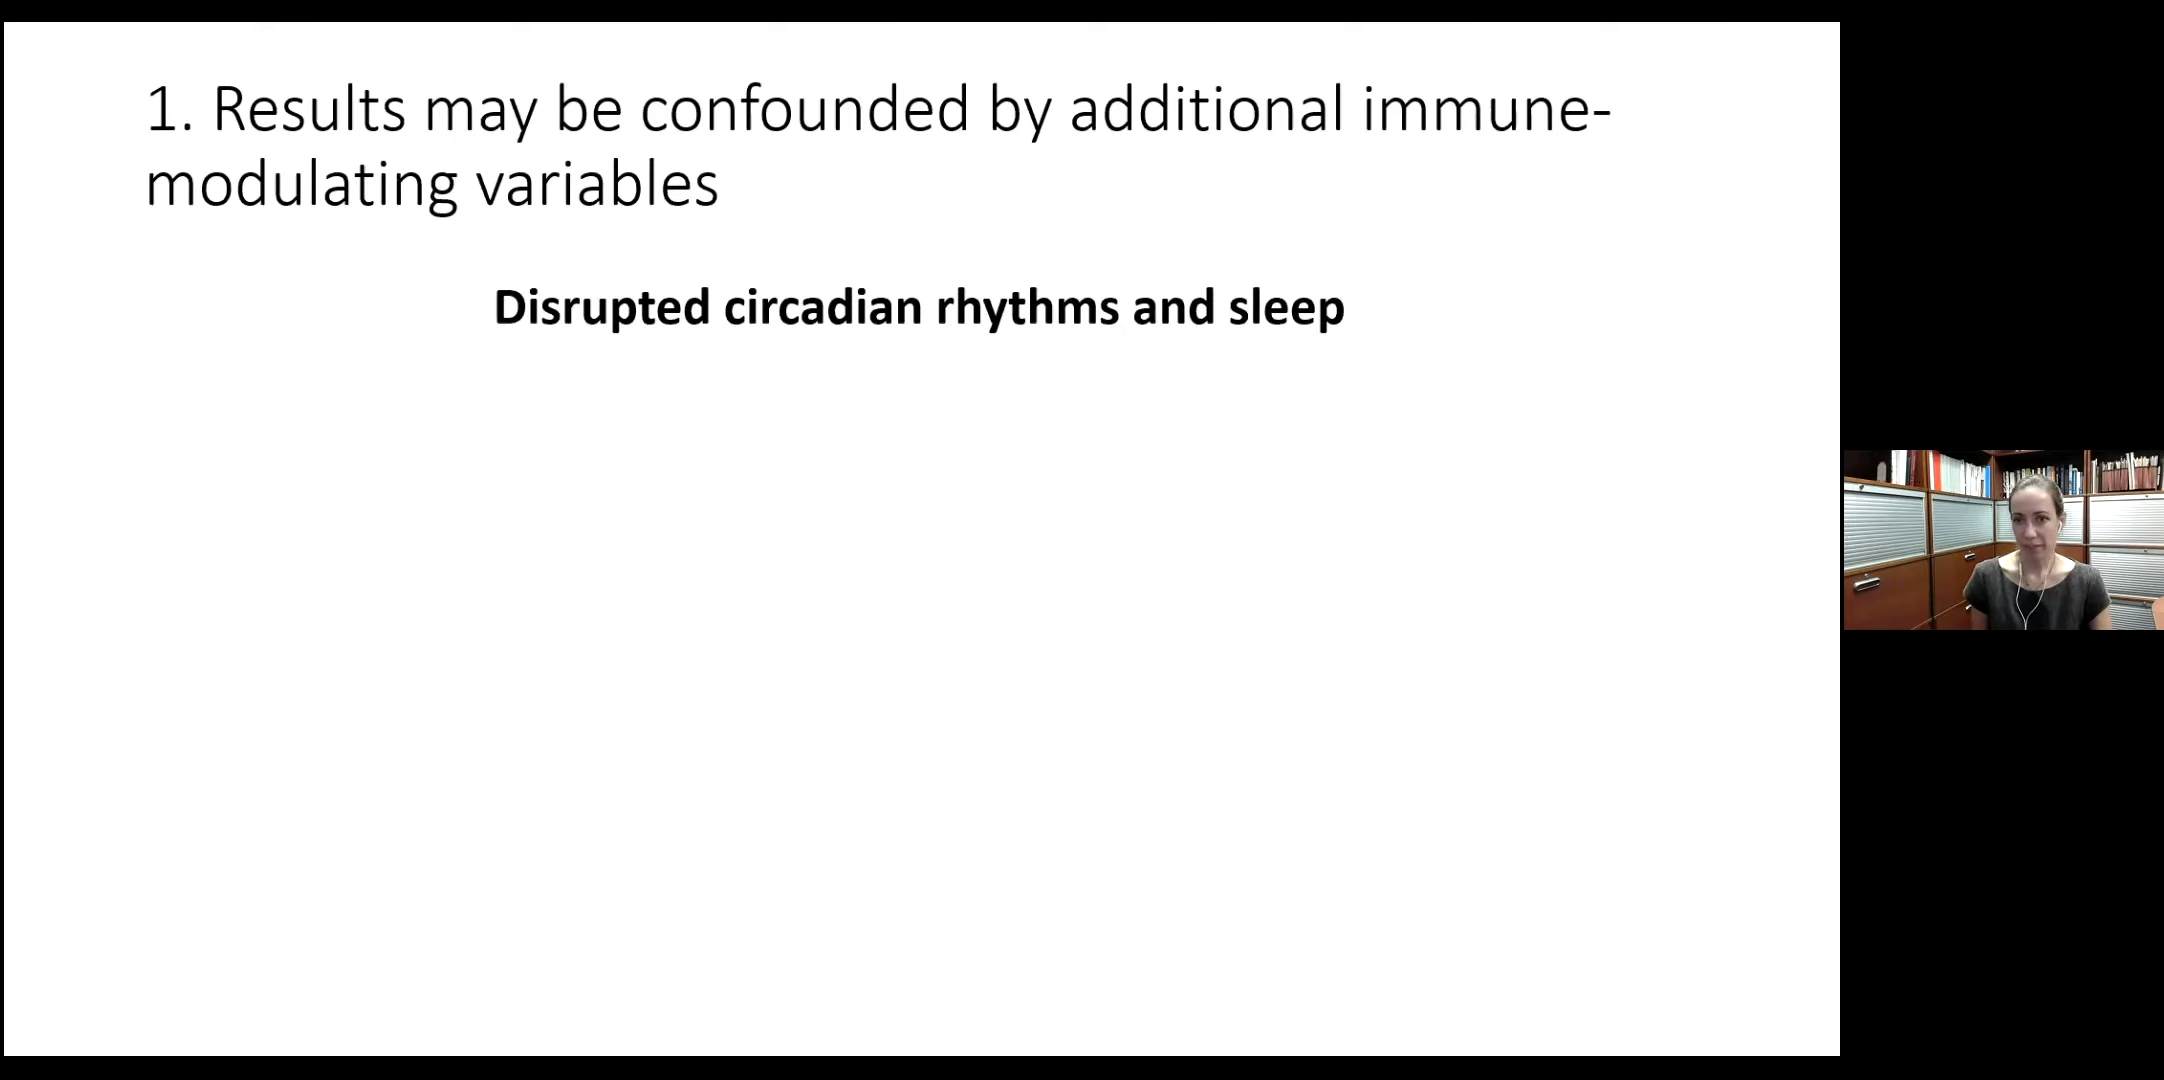 1. Results may be confounded by additional immune-
modulating variables
Disrupted circadian rhythms and sleep